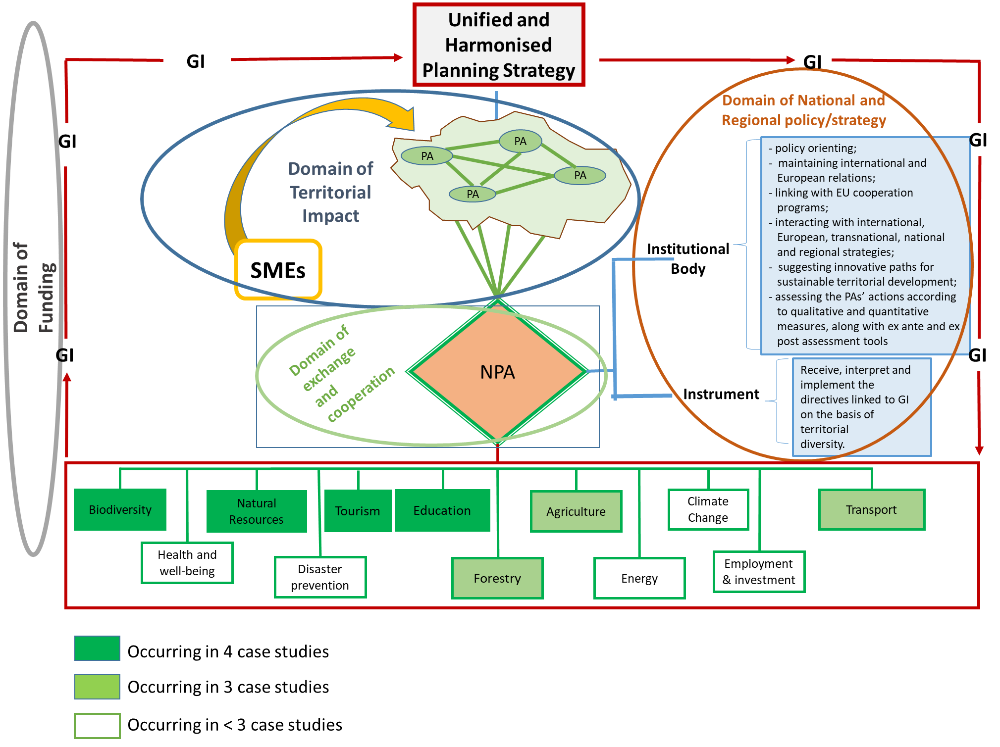 Unified and
Harmonised
Planning Strategy
GI
GI
GI
GI
GI
GI
Domain of
Funding
Domain of
Territorial
Impact
SMEs
PA
PA
PA
PA
Domain of National and
Regional policy/strategy
Institutional
Body
- policy orienting;
- maintaining international and
European relations;
- linking with EU cooperation
programs;
- interacting with international,
European, transnational, national
and regional strategies;
- suggesting innovative paths for
sustainable territorial development;
- assessing the PAs’ actions according
to qualitative and quantitative
measures, along with ex ante and ex
post assessment tools
Domain of
exchange
and
cooperation
NPA
Instrument
Receive, interpret and
implement the
directives linked to GI
on the basis of
territorial
diversity.
Biodiversity
Natural
Resources
Tourism
Education
Agriculture
Climate
Change
Transport
Health and
well-being
Disaster
prevention
Forestry
Energy
Employment
& investment
Occurring in 4 case studies
Occurring in 3 case studies
Occurring in < 3 case studies